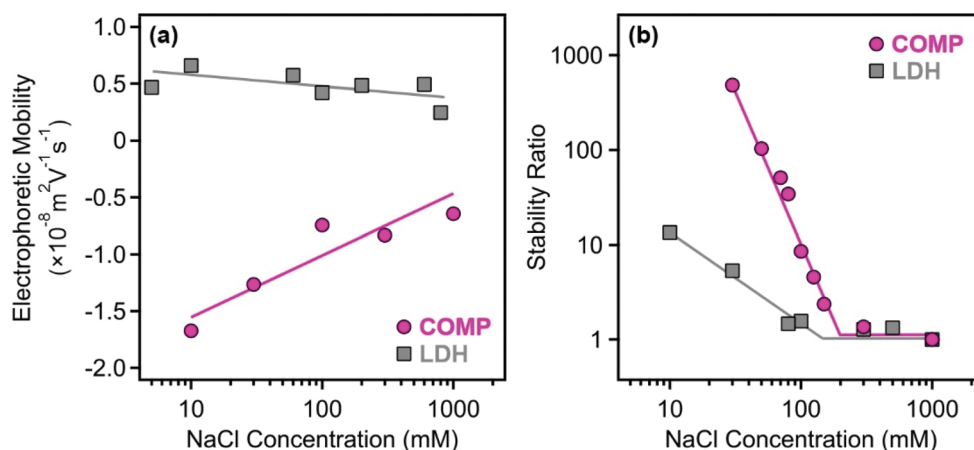 (a)
Electrophoretic Mobility
(×10⁻⁸ m²V⁻¹s⁻¹)
1.0
0.5
0
-0.5
-1.0
-1.5
-2.0
COMP
LDH
10 100 1000
NaCl Concentration (mM)
(b)
Stability Ratio
1000
100
10
1
COMP
LDH
10 100 1000
NaCl Concentration (mM)